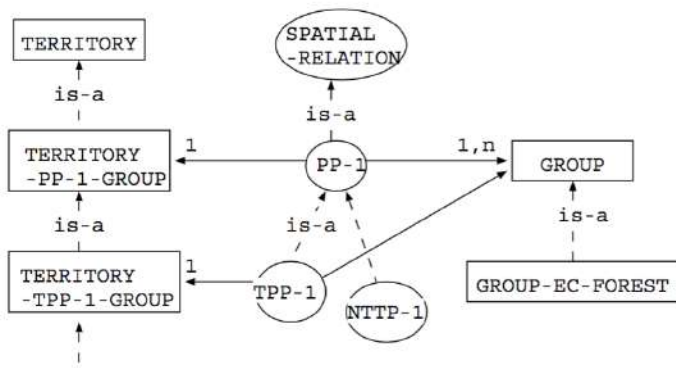 TERRITORY
SPATIAL
-RELATION
is-a
is-a
TERRITORY
-PP-1-GROUP
1
PP-1
1,n
GROUP
is-a
is-a
is-a
TERRITORY
-TPP-1-GROUP
1
TPP-1
NTTP-1
GROUP-EC-FOREST